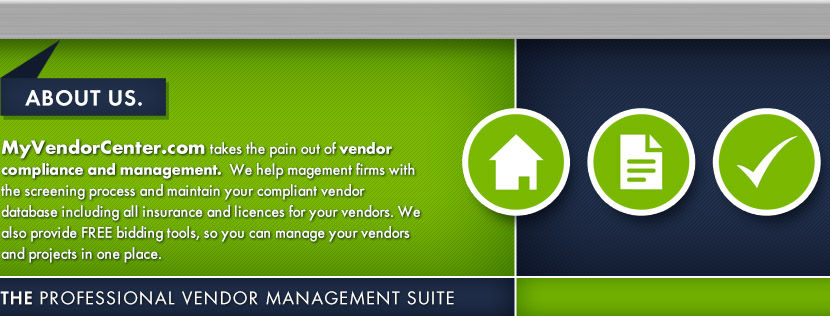 ABOUT US.
MyVendorCenter.com takes the pain out of vendor
compliance and management. We help magement firms with
the screening process and maintain your compliant vendor
database including all insurance and licences for your vendors. We
also provide FREE bidding tools, so you can manage your vendors
and projects in one place.
THE PROFESSIONAL VENDOR MANAGEMENT SUITE